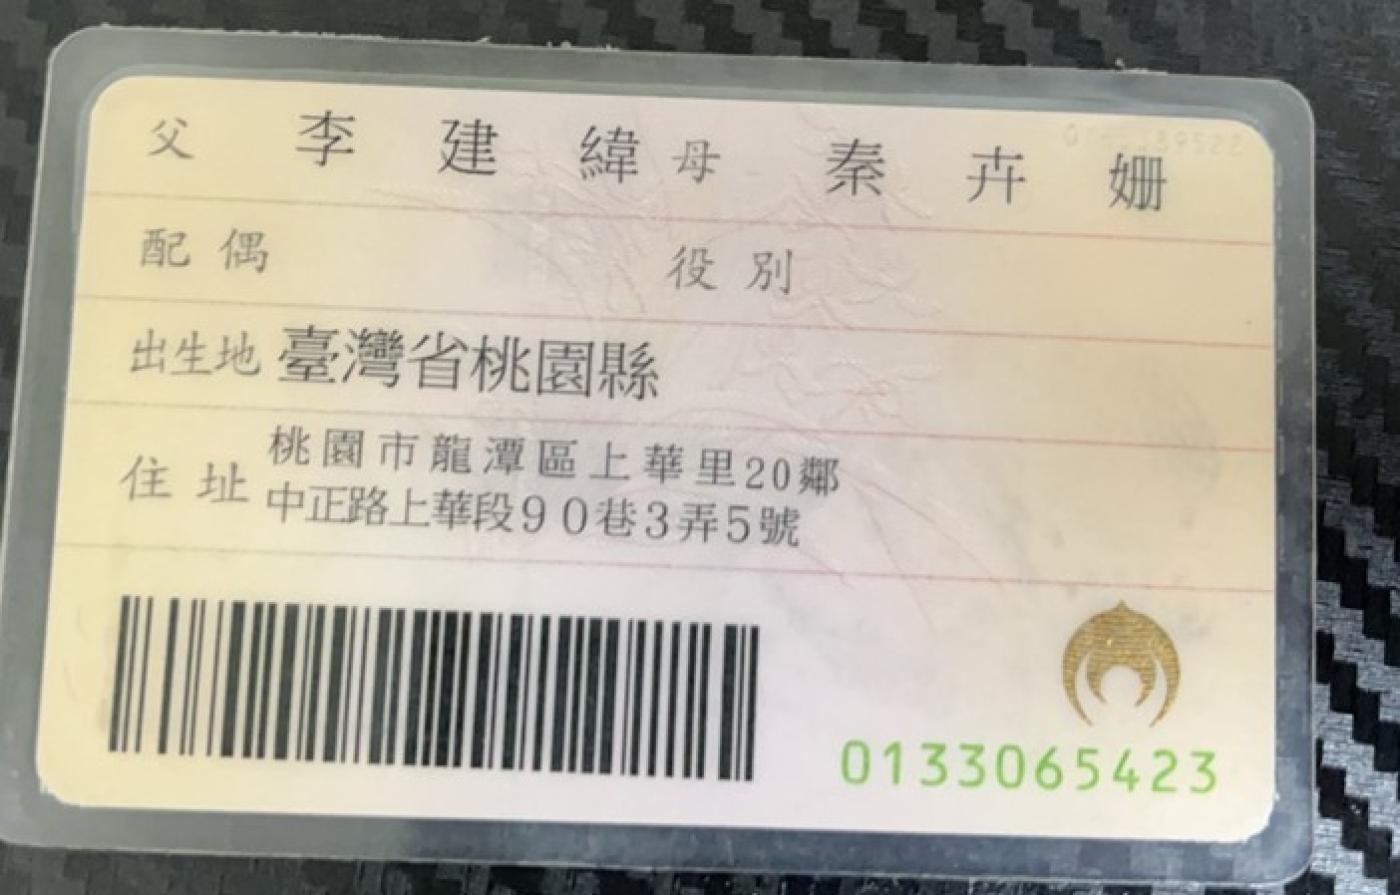 父 李建緯 母 秦卉姍
配偶 役別
出生地 臺灣省桃園縣
住址 桃園市龍潭區上華里20鄰
中正路上華段90巷3弄5號
0133065423